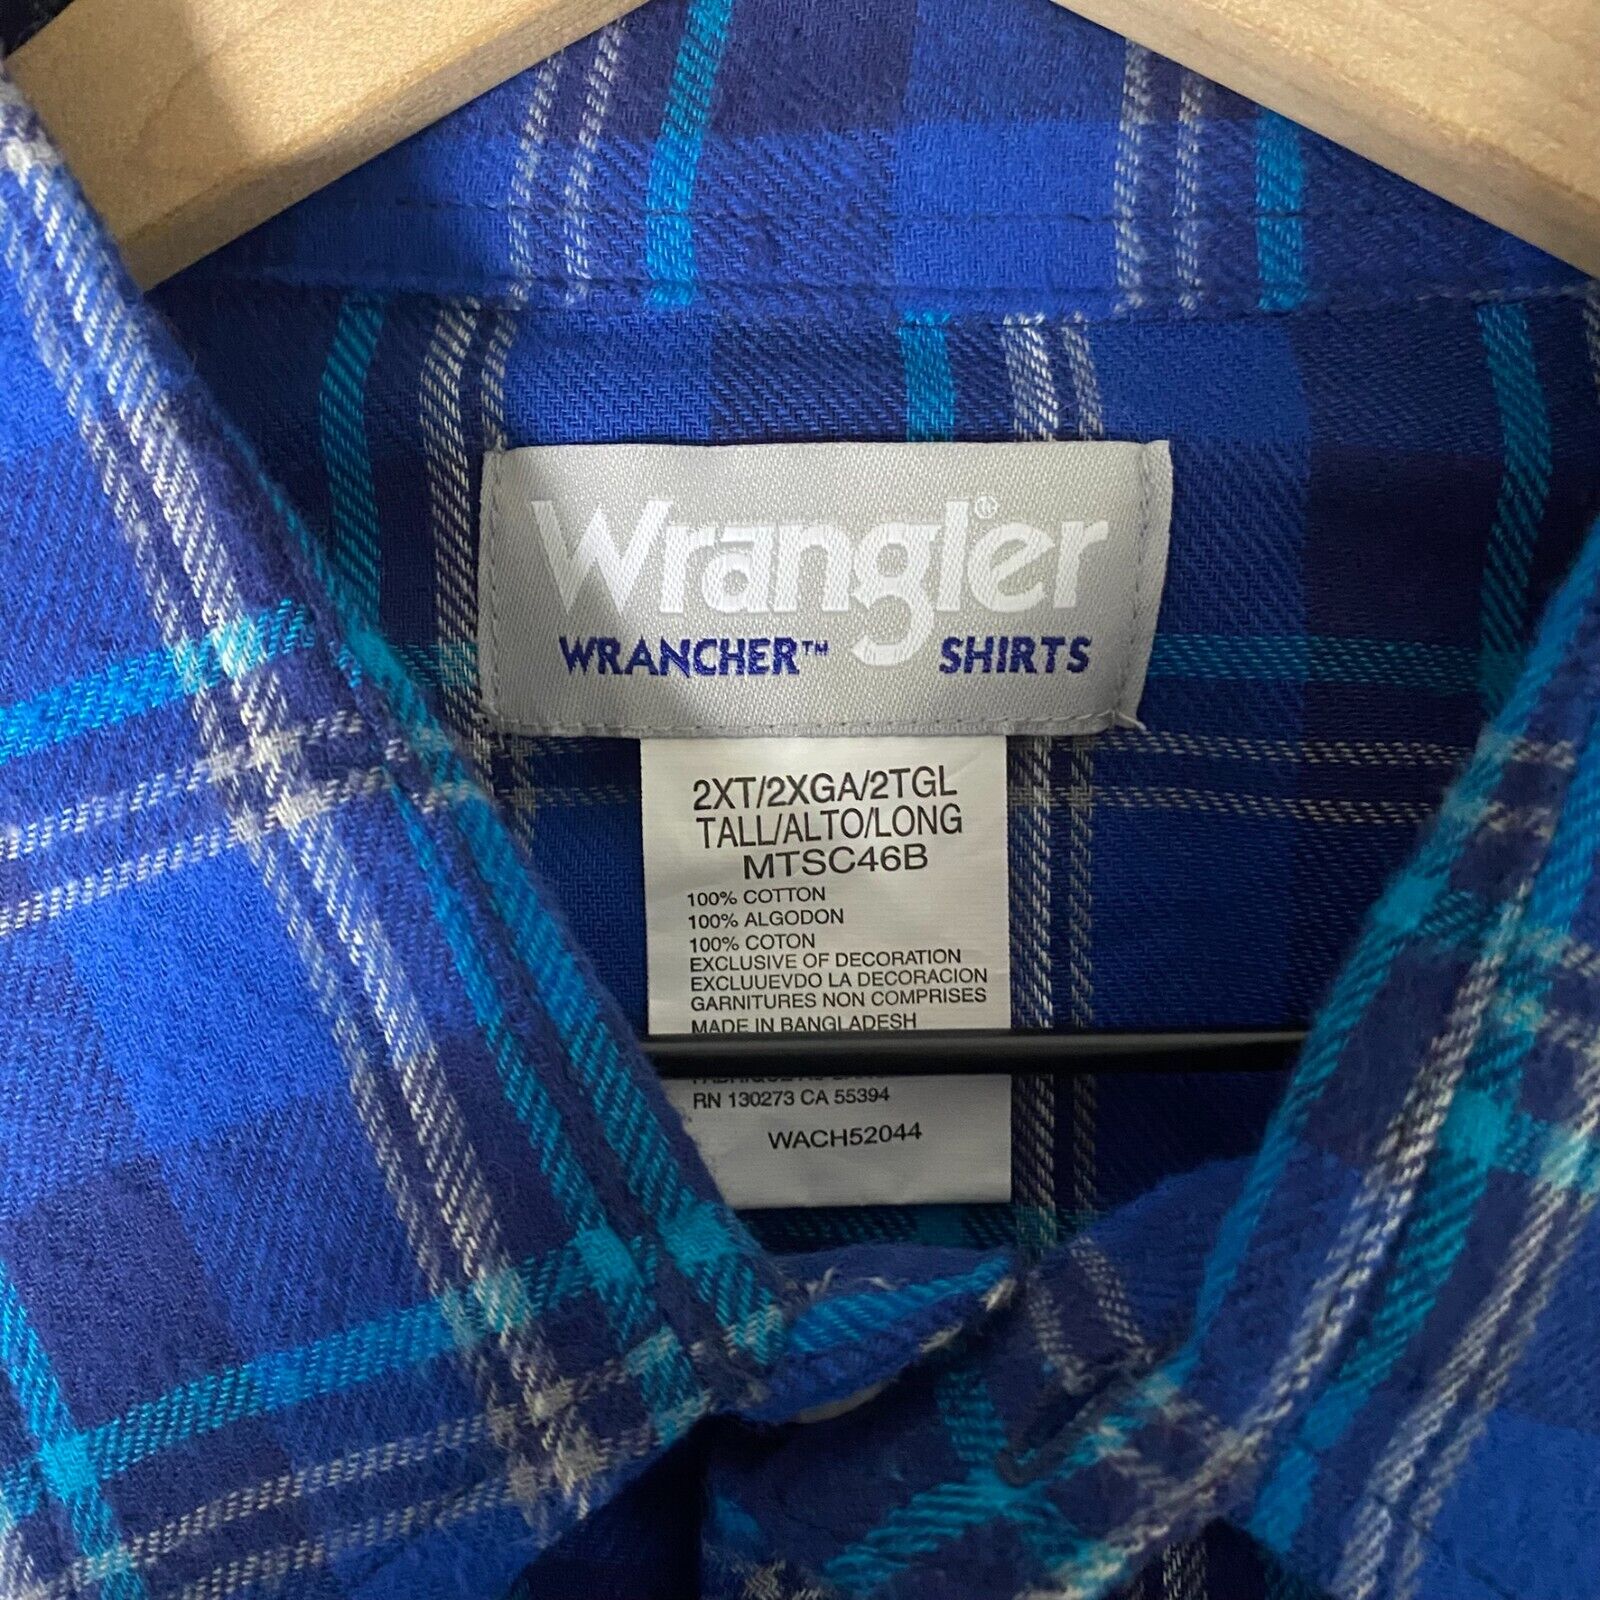 Wrangler®
WRANCHER™ SHIRTS
2XT/2XGA/2TGL
TALL/ALTO/LONG
MTSC46B
100% COTTON
100% ALGODON
100% COTON
EXCLUSIVE OF DECORATION
EXCLUUEVDO LA DECORACION
GARNITURES NON COMPRISES
MADE IN BANGLADESH
RN 130273 CA 55394
WACH52044